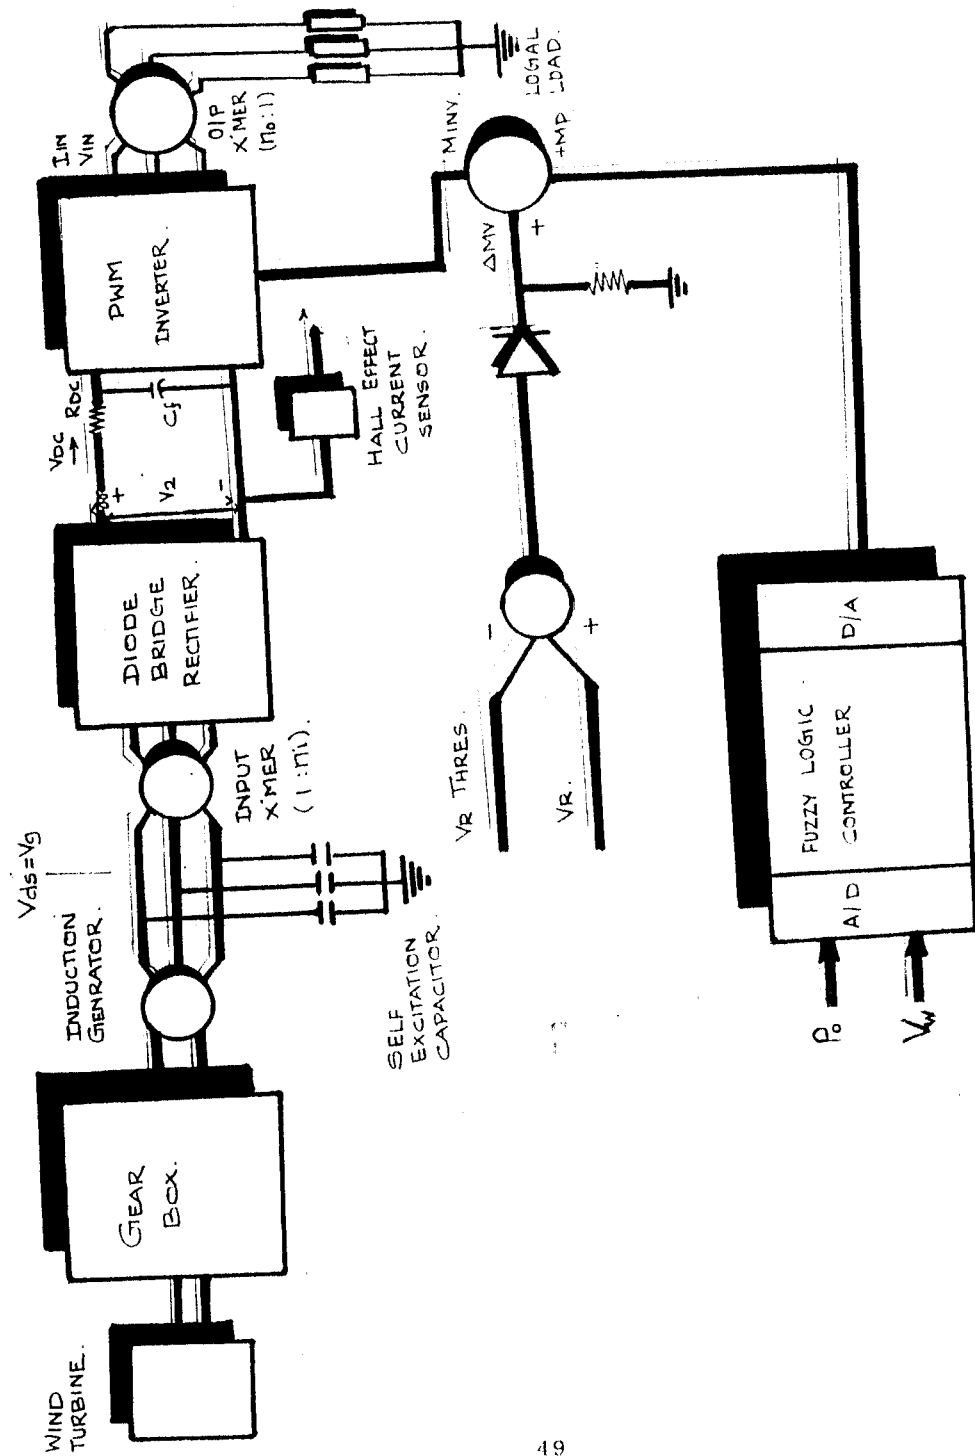 WIND
TURBINE.
GEAR
BOX.
INDUCTION
GENRATOR.
Vds=Vg
SELF
EXCITATION
CAPACITOR.
INPUT
X'MER
(1:ni).
DIODE
BRIDGE
RECTIFIER.
+
V2
-
VDC
→
RDC
Cf
HALL EFFECT
CURRENT
SENSOR.
PWM
INVERTER.
IIN
VIN
O/P
X'MER
(no:1)
LOGAL
LOAD.
MINV.
+MP
ΔMV
+
VR THRES.
-
VR.
+
Po
Vw
A/D
FUZZY LOGIC
CONTROLLER
D/A
49